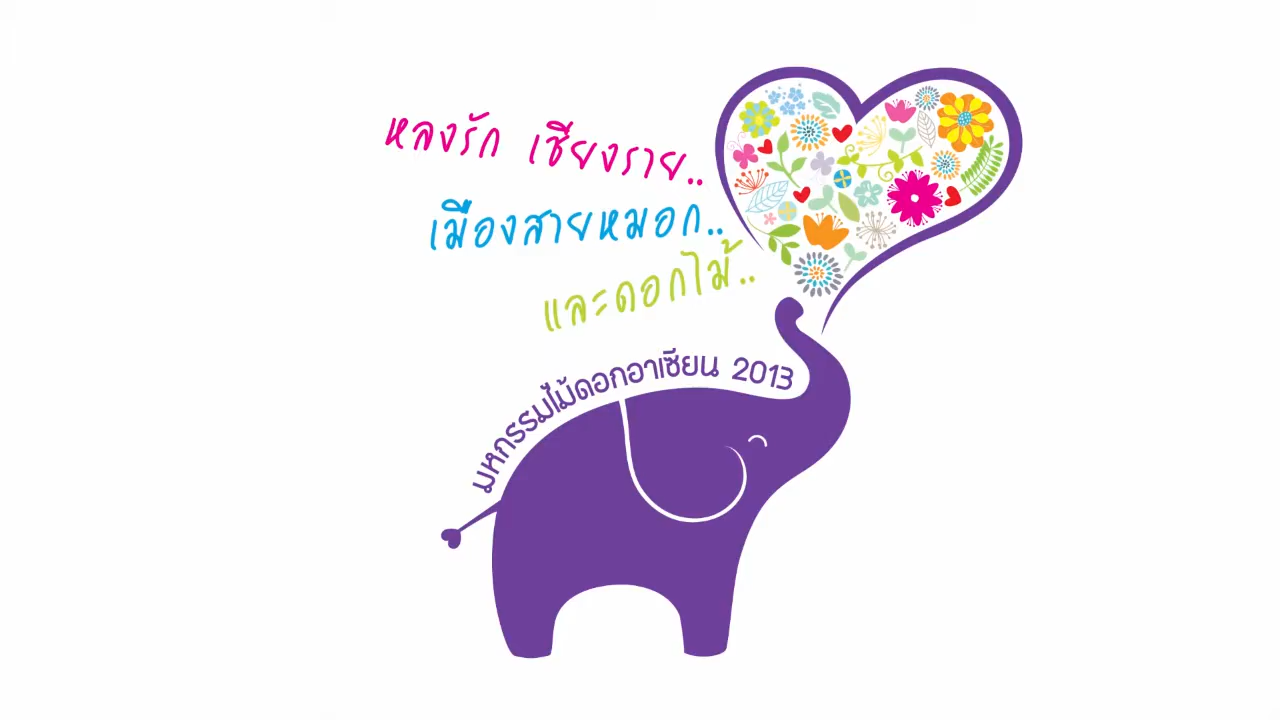 หลงรัก เชียงราย..
เมืองสายหมอก..
และดอกไม้..
มหกรรมไม้ดอกอาเซียน 2013